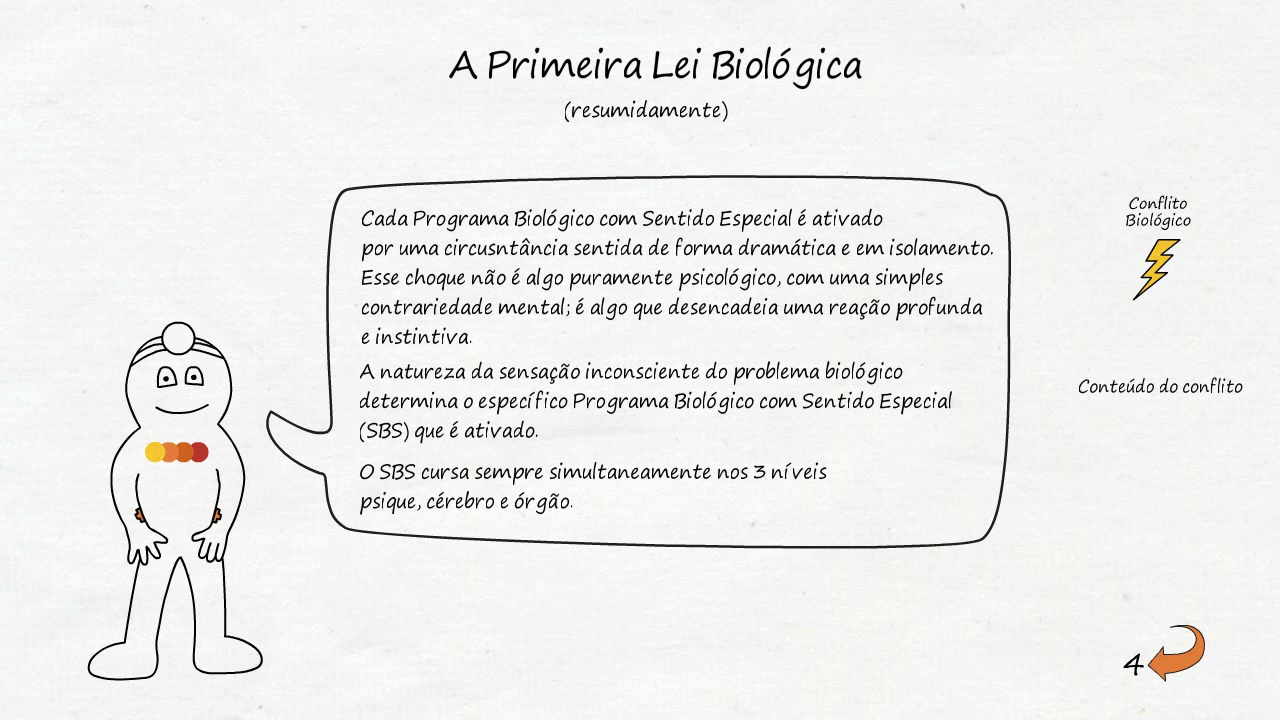 A Primeira Lei Biológica
(resumidamente)
Cada Programa Biológico com Sentido Especial é ativado
por uma circusntância sentida de forma dramática e em isolamento.
Esse choque não é algo puramente psicológico, com uma simples
contrariedade mental; é algo que desencadeia uma reação profunda
e instintiva.
A natureza da sensação inconsciente do problema biológico
determina o específico Programa Biológico com Sentido Especial
(SBS) que é ativado.
O SBS cursa sempre simultaneamente nos 3 níveis
psique, cérebro e órgão.
Conflito
Biológico
Conteúdo do conflito
4